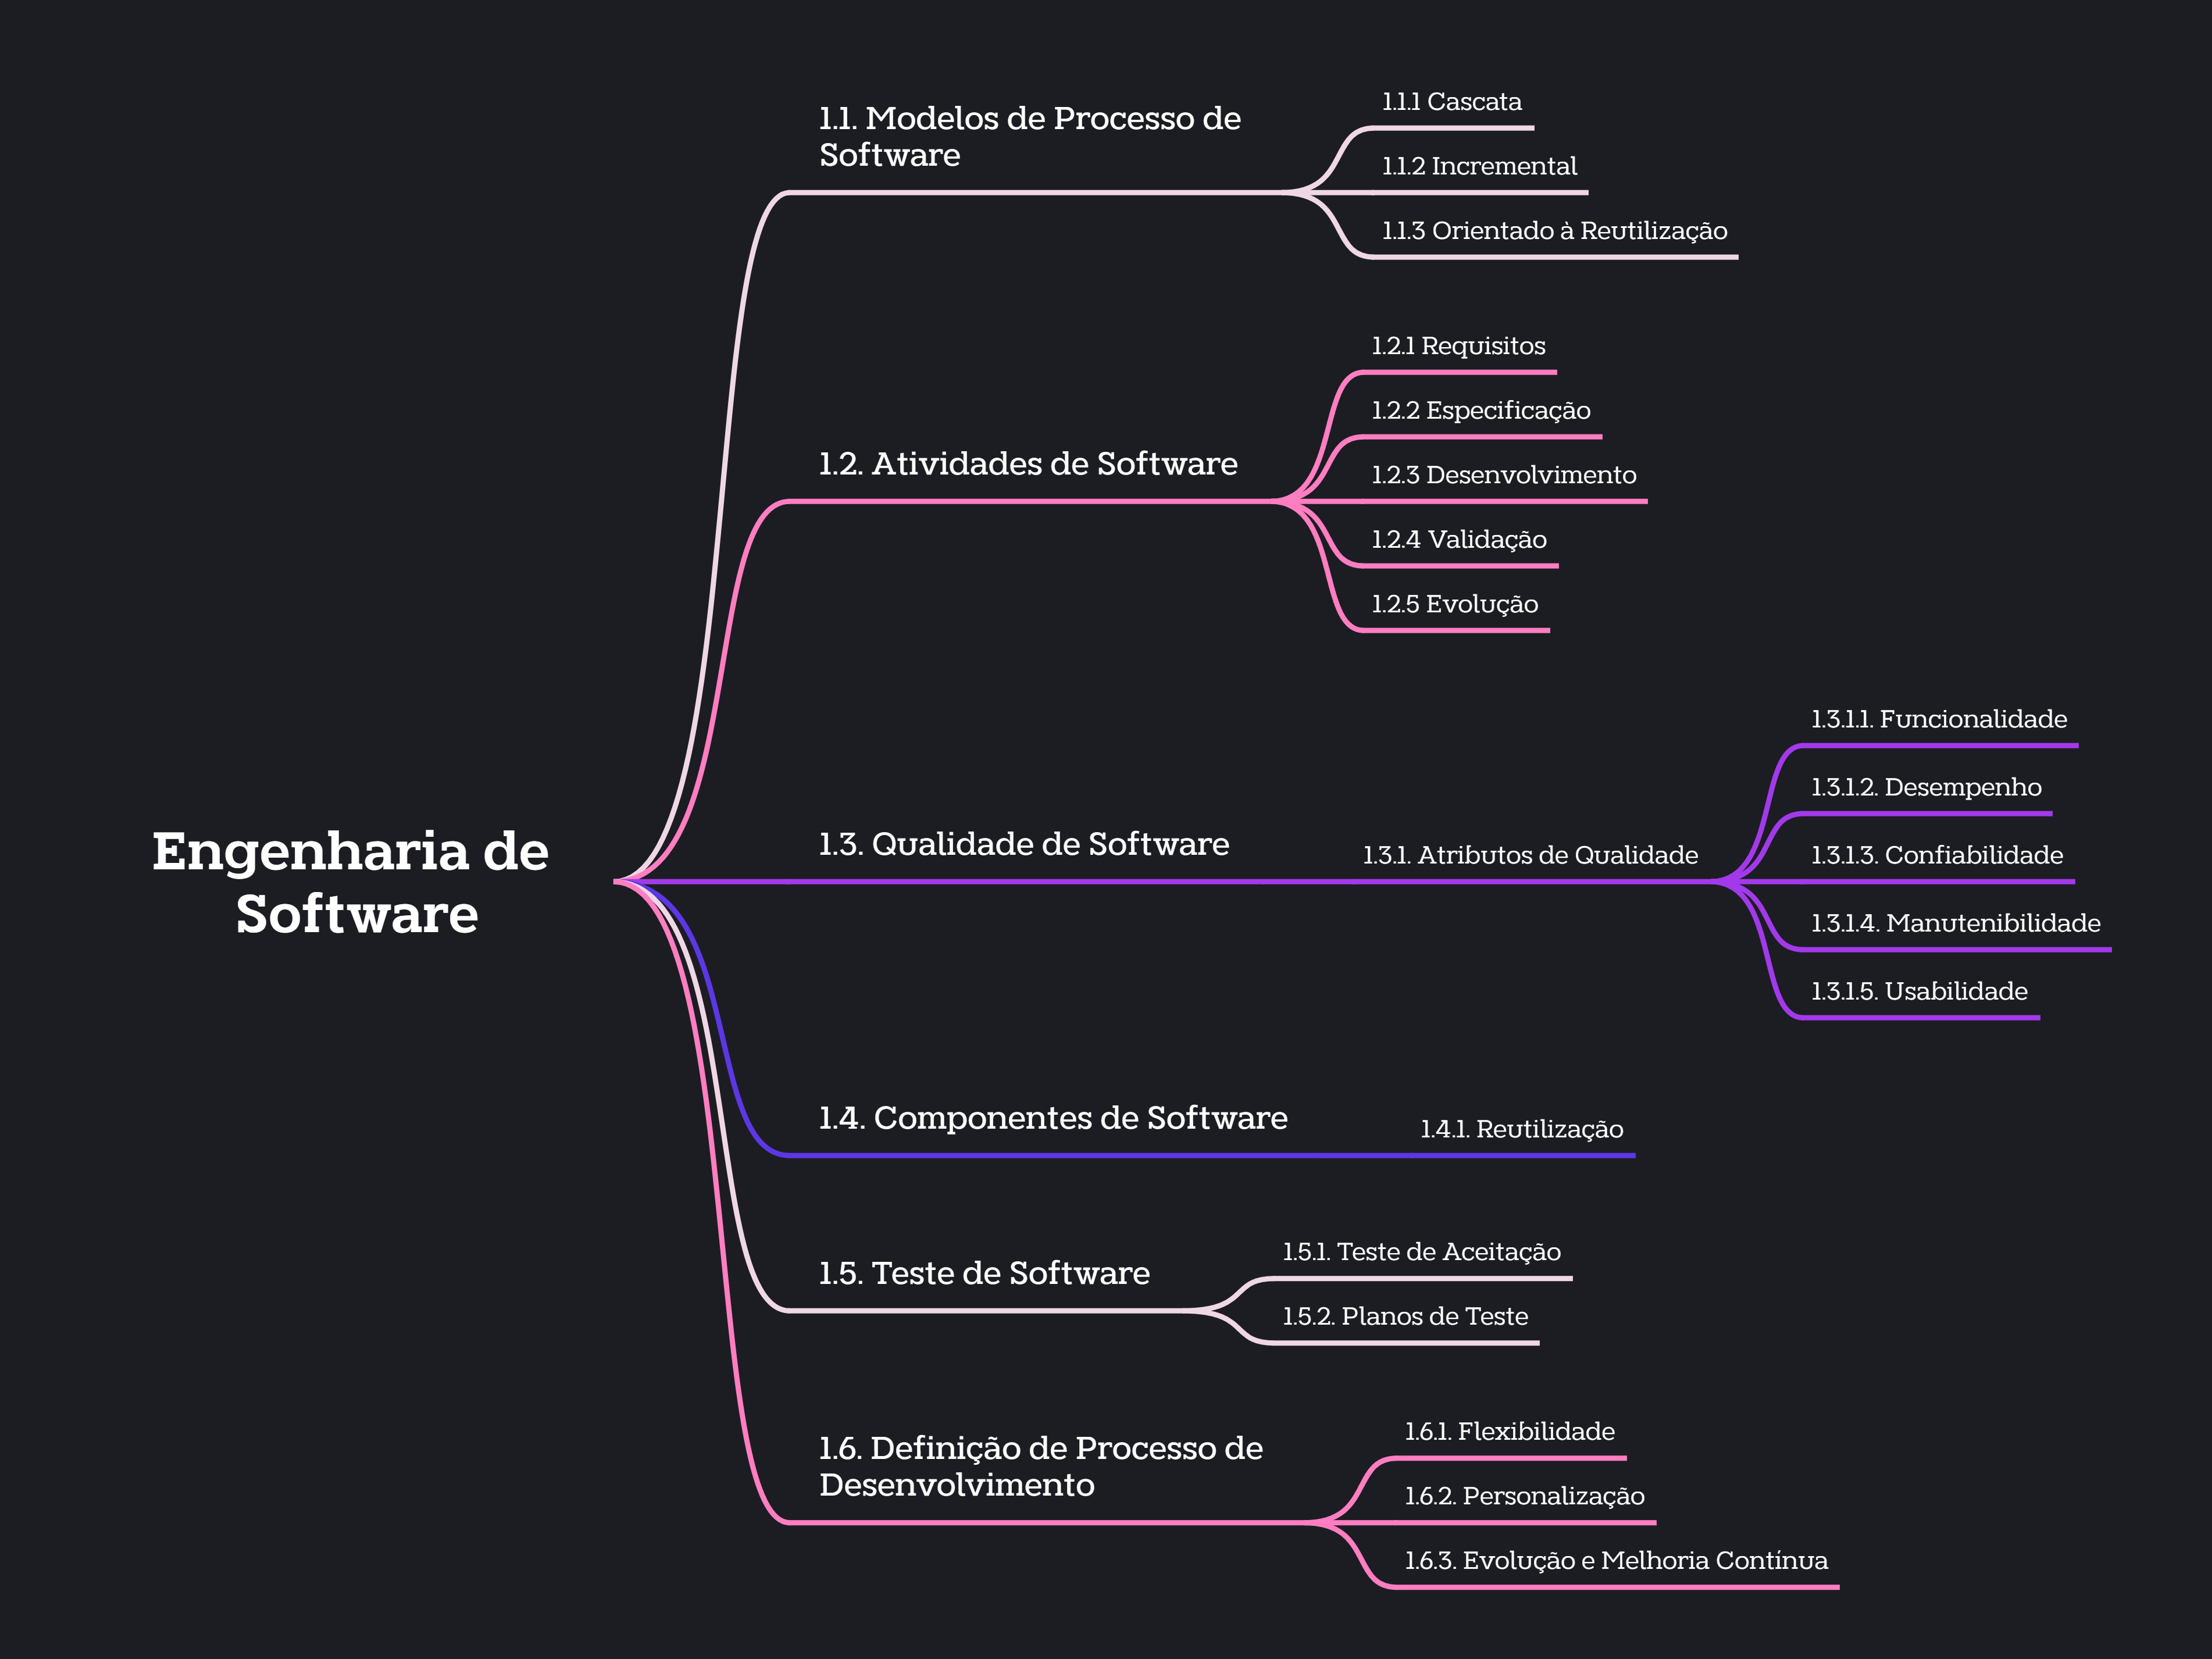 Engenharia de
Software
1.1. Modelos de Processo de
Software
1.1.1 Cascata
1.1.2 Incremental
1.1.3 Orientado à Reutilização
1.2. Atividades de Software
1.2.1 Requisitos
1.2.2 Especificação
1.2.3 Desenvolvimento
1.2.4 Validação
1.2.5 Evolução
1.3. Qualidade de Software
1.3.1. Atributos de Qualidade
1.3.1.1. Funcionalidade
1.3.1.2. Desempenho
1.3.1.3. Confiabilidade
1.3.1.4. Manutenibilidade
1.3.1.5. Usabilidade
1.4. Componentes de Software
1.4.1. Reutilização
1.5. Teste de Software
1.5.1. Teste de Aceitação
1.5.2. Planos de Teste
1.6. Definição de Processo de
Desenvolvimento
1.6.1. Flexibilidade
1.6.2. Personalização
1.6.3. Evolução e Melhoria Contínua